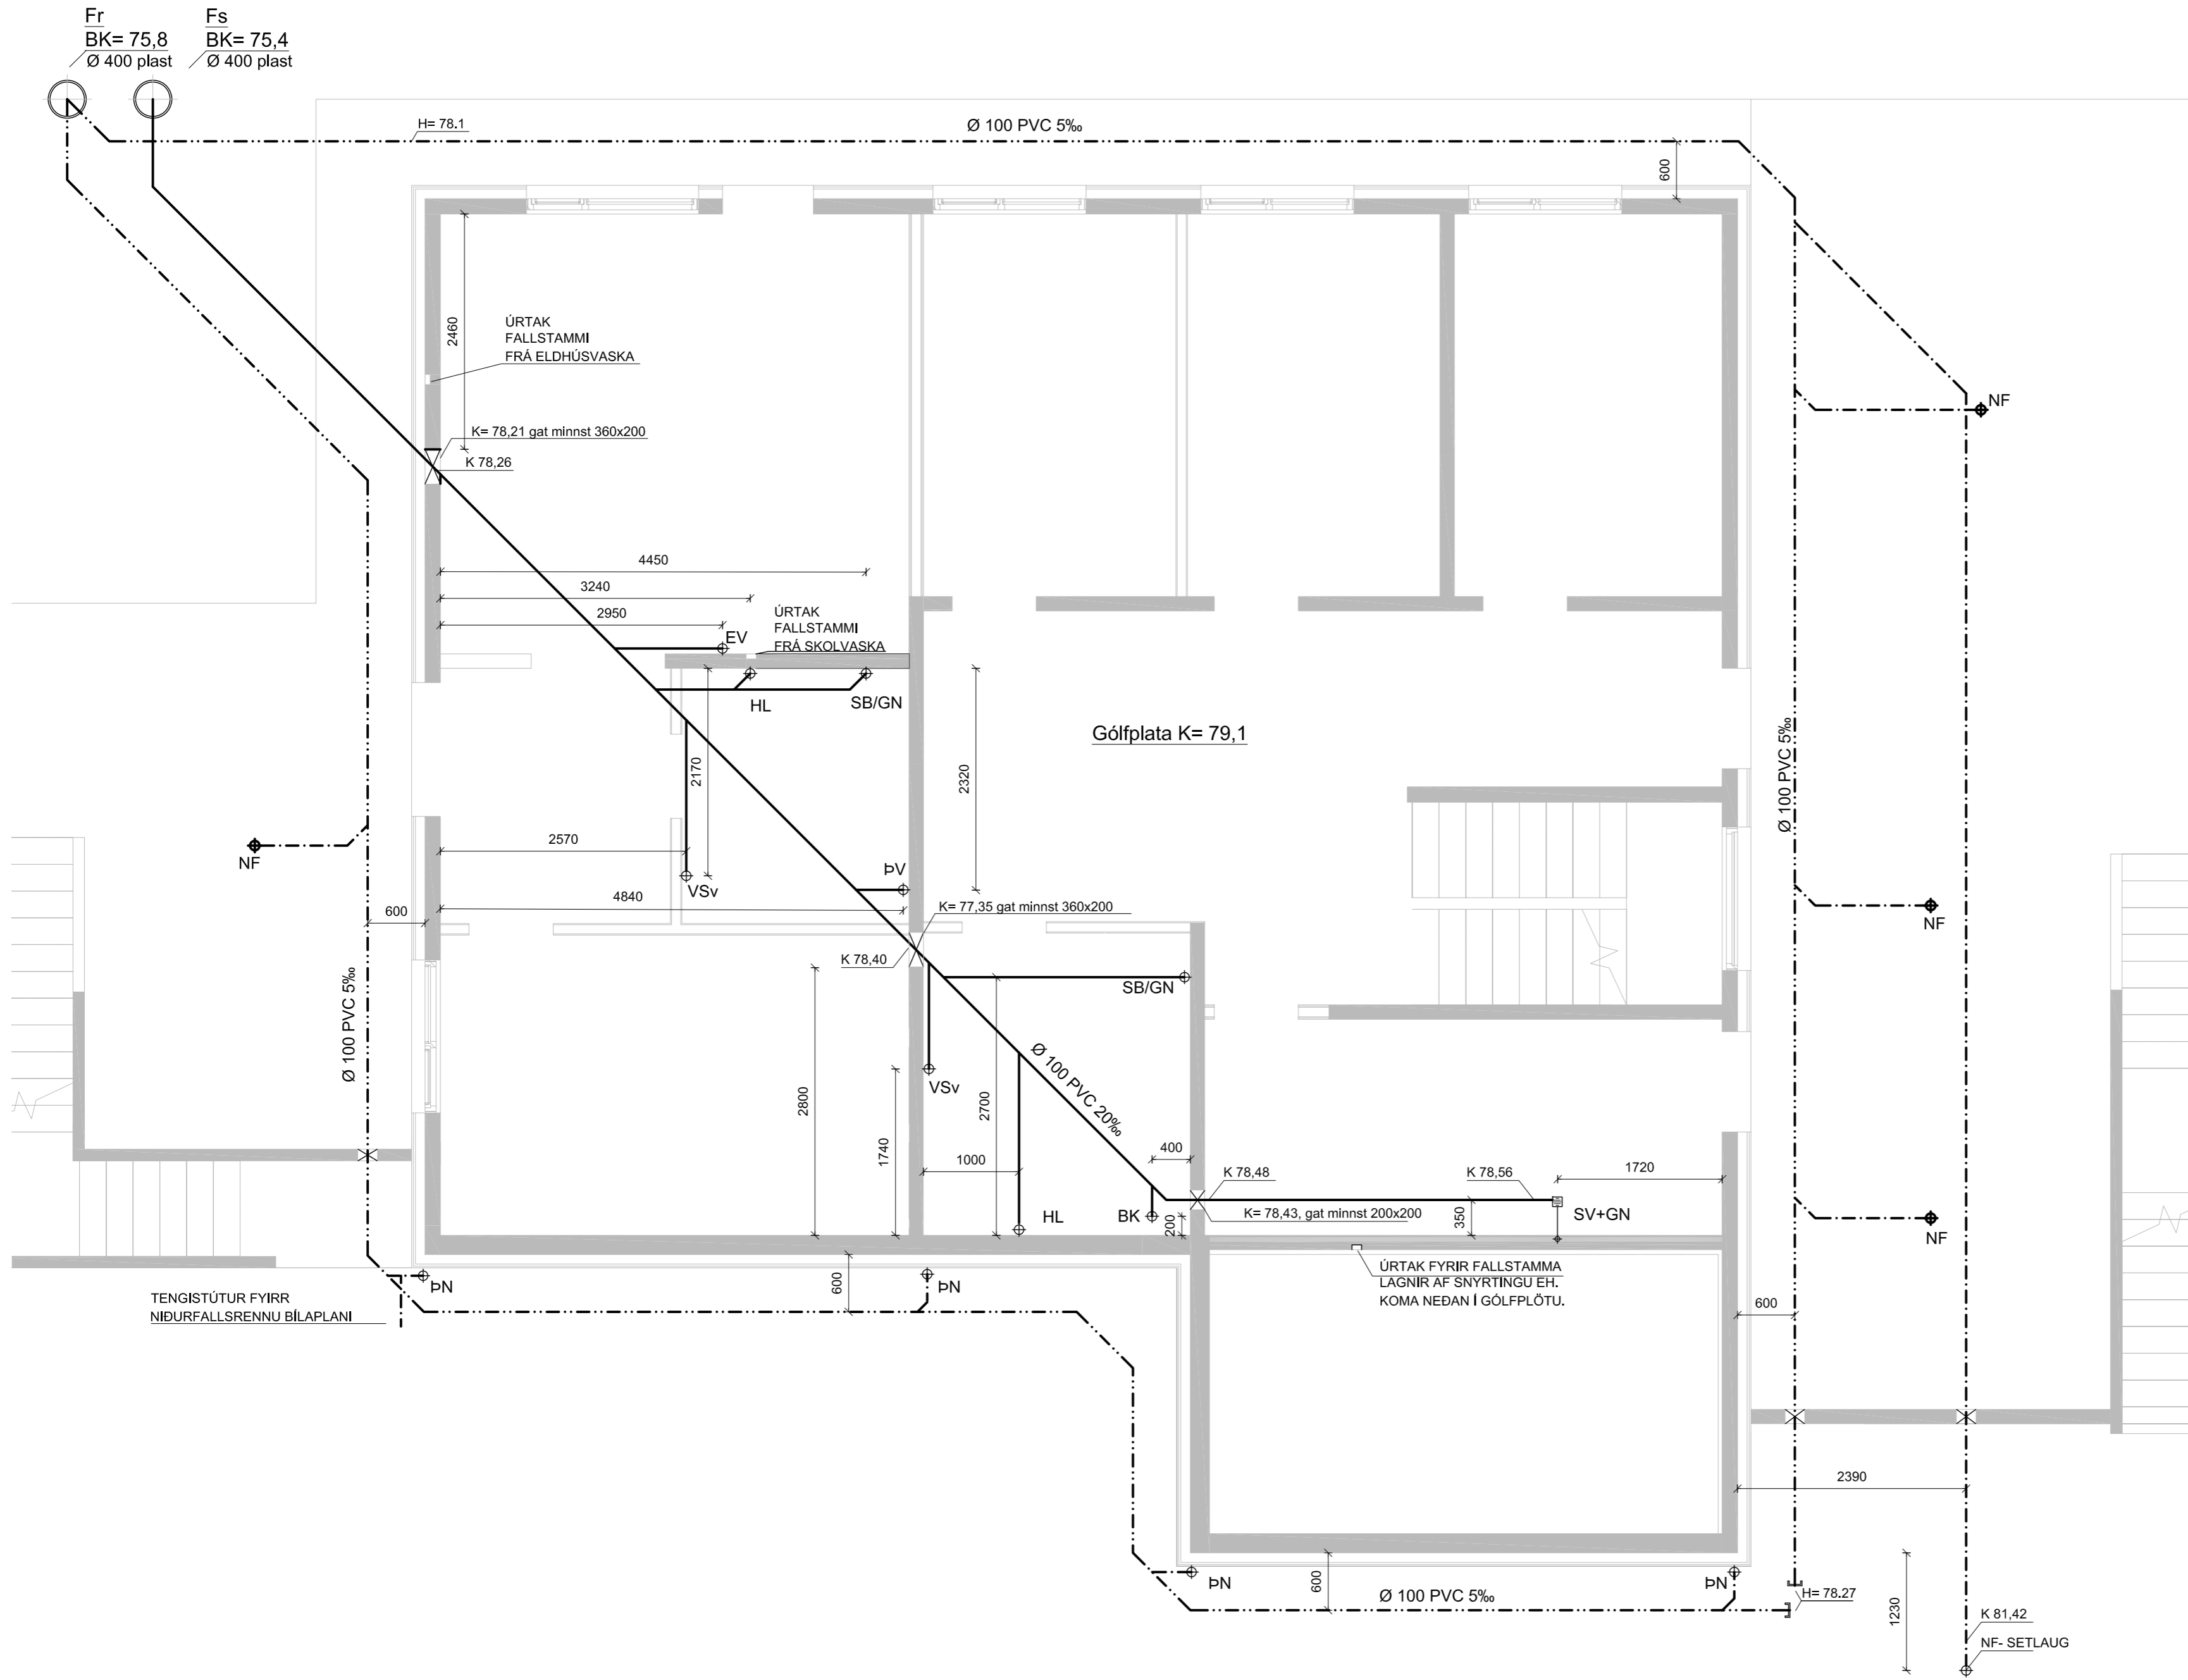 Fr
BK= 75,8
Ø 400 plast
Fs
BK= 75,4
Ø 400 plast
H= 78.1
Ø 100 PVC 5‰
600
2460
ÚRTAK
FALLSTAMMI
FRÁ ELDHÚSVASKA
K= 78,21 gat minnst 360x200
K 78,26
NF
4450
3240
2950
EV
ÚRTAK
FALLSTAMMI
FRÁ SKOLVASKA
HL
SB/GN
Gólfplata K= 79,1
2170
2320
Ø 100 PVC 5‰
2570
NF
VSv
ÞV
4840
600
K= 77,35 gat minnst 360x200
NF
K 78,40
SB/GN
Ø 100 PVC 5‰
Ø 100 PVC 20‰
VSv
2800
2700
1740
1000
400
K 78,48
K 78,56
1720
HL
BK
200
K= 78,43, gat minnst 200x200
350
SV+GN
NF
ÚRTAK FYRIR FALLSTAMMA
LAGNIR AF SNYRTINGU EH.
KOMA NEÐAN Í GÓLFPLÖTU.
600
ÞN
ÞN
TENGISTÚTUR FYIRR
NIÐURFALLSRENNU BÍLAPLANI
600
2390
ÞN
600
Ø 100 PVC 5‰
ÞN
H= 78.27
1230
K 81,42
NF- SETLAUG